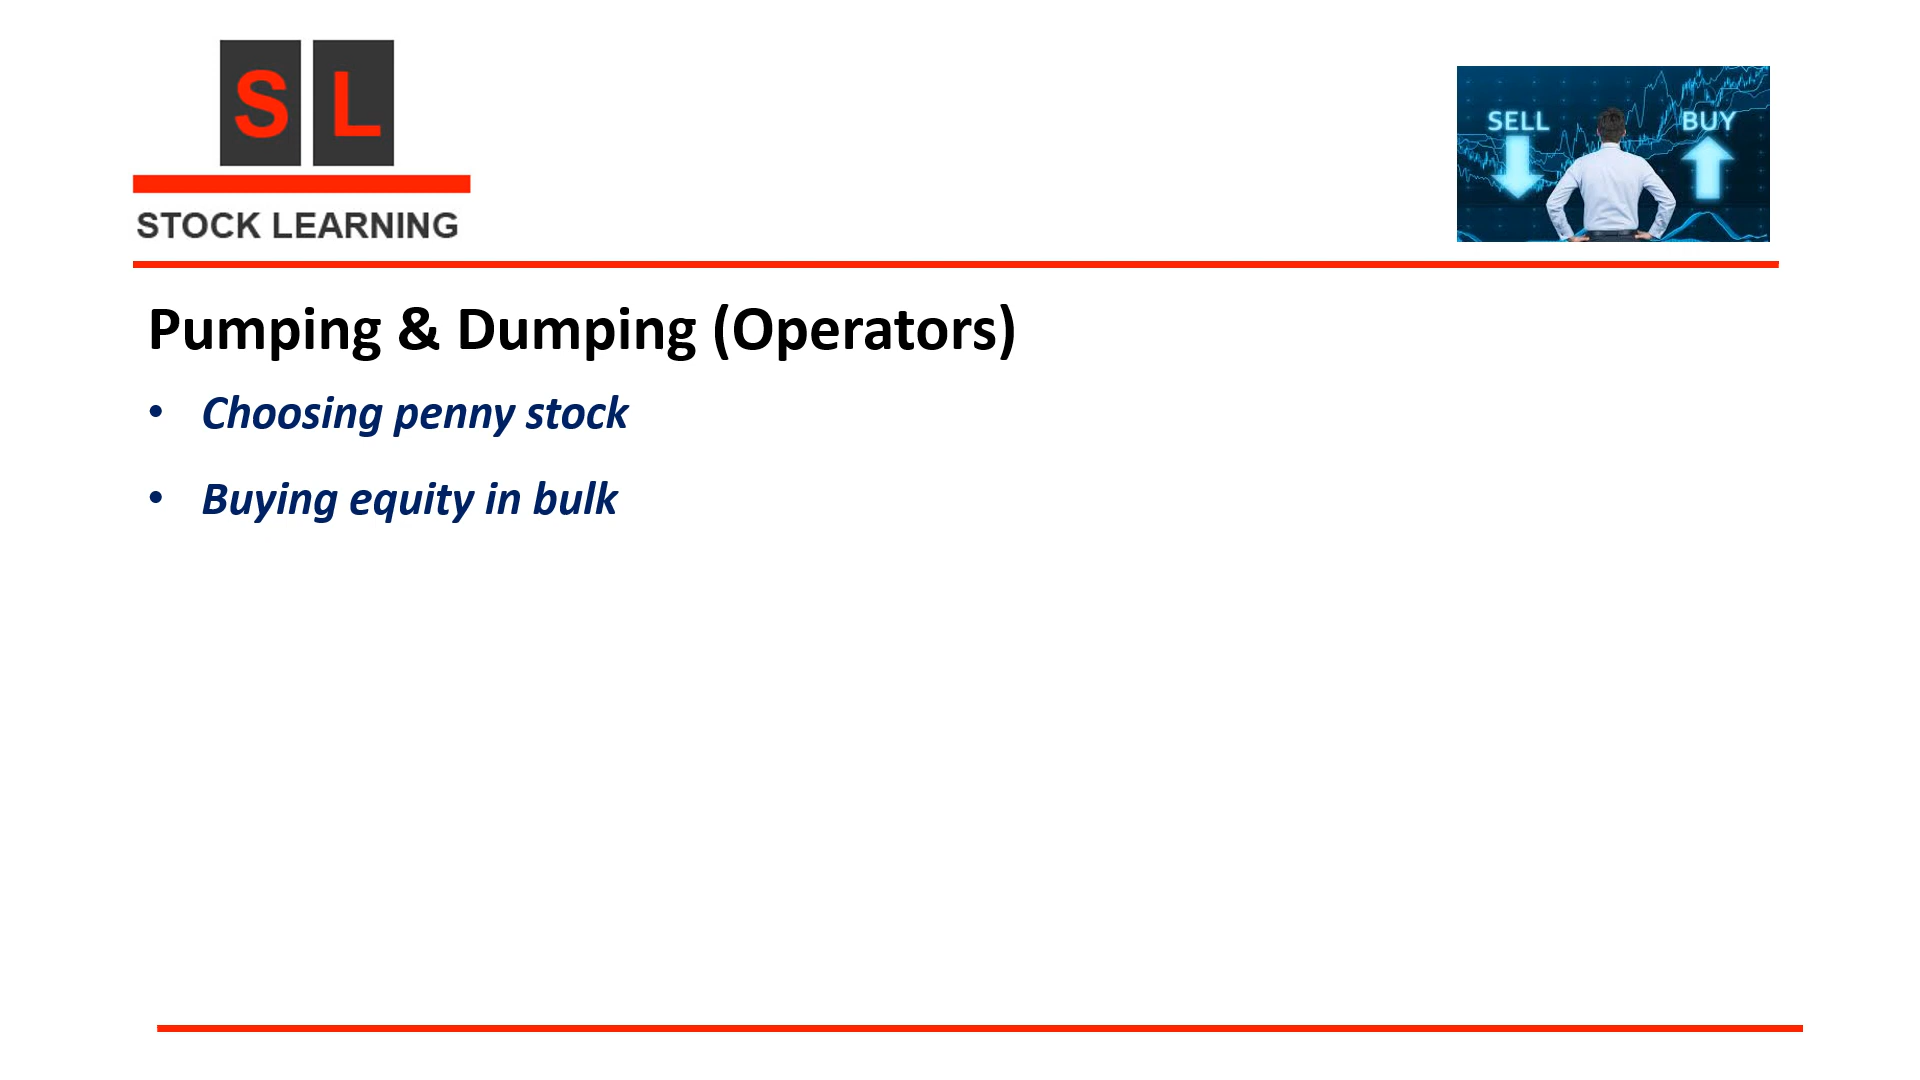 S L
STOCK LEARNING
SELL BUY
Pumping & Dumping (Operators)
• Choosing penny stock
• Buying equity in bulk